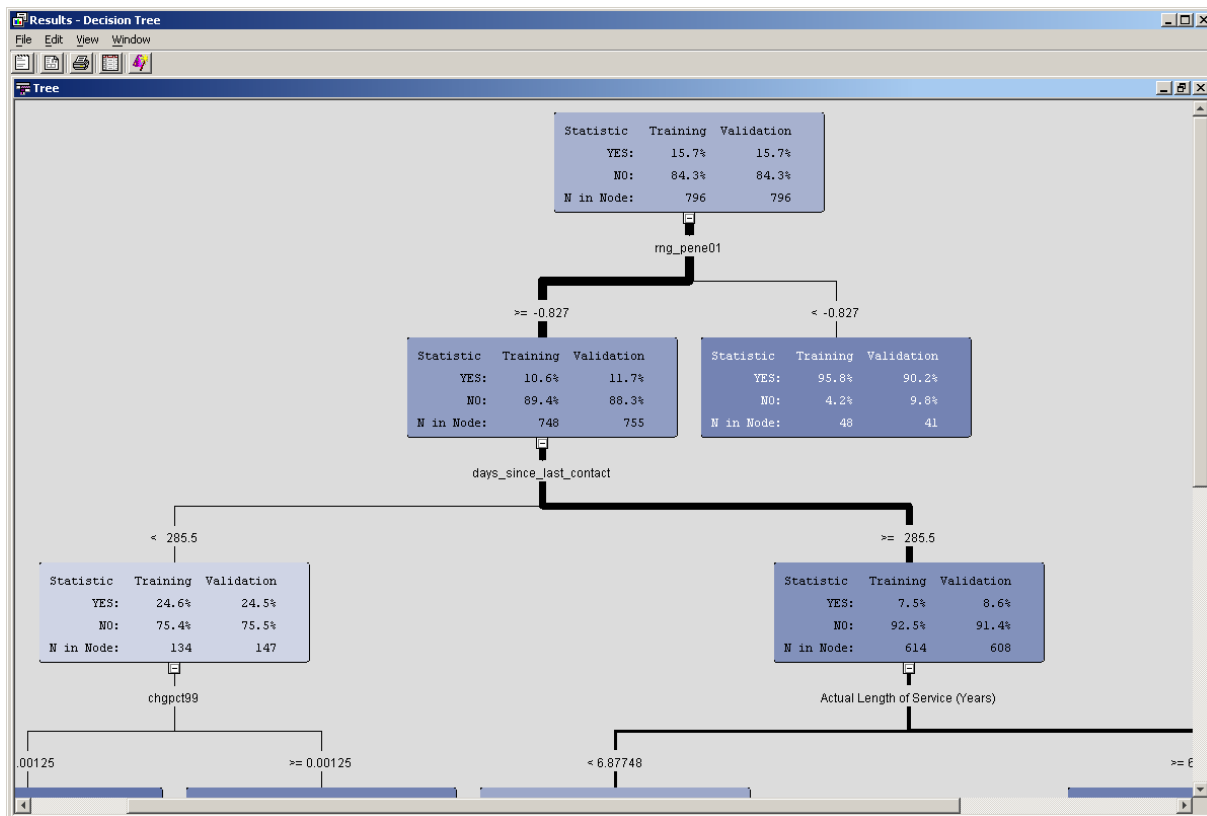 Results - Decision Tree
File Edit View Window
Tree
Statistic Training Validation
YES: 15.7% 15.7%
NO: 84.3% 84.3%
N in Node: 796 796
rng_pene01
>= -0.827
< -0.827
Statistic Training Validation
YES: 10.6% 11.7%
NO: 89.4% 88.3%
N in Node: 748 755
Statistic Training Validation
YES: 95.8% 90.2%
NO: 4.2% 9.8%
N in Node: 48 41
days_since_last_contact
< 285.5
>= 285.5
Statistic Training Validation
YES: 24.6% 24.5%
NO: 75.4% 75.5%
N in Node: 134 147
Statistic Training Validation
YES: 7.5% 8.6%
NO: 92.5% 91.4%
N in Node: 614 608
chgpct99
Actual Length of Service (Years)
.00125
>= 0.00125
< 6.87748
>= 6